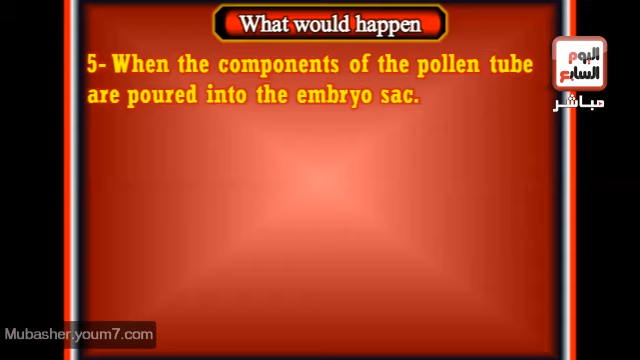 What would happen
5- When the components of the pollen tube
are poured into the embryo sac.
اليوم
السابع
مباشر
Mubasher.youm7.com